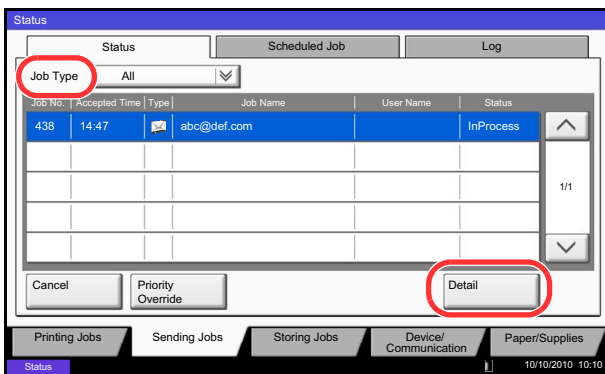 Status
Status Scheduled Job Log
Job Type All
Job No. Accepted Time Type Job Name User Name Status
438 14:47 abc@def.com InProcess
1/1
Cancel Priority Override Detail
Printing Jobs Sending Jobs Storing Jobs Device/ Communication Paper/Supplies
Status 10/10/2010 10:10